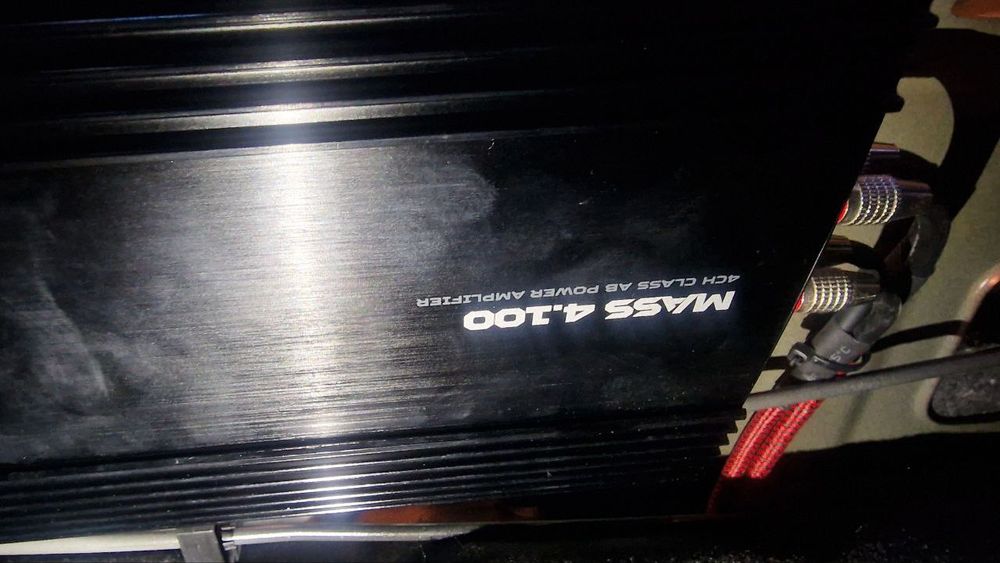 MASS 4.100
4CH CLASS AB POWER AMPLIFIER